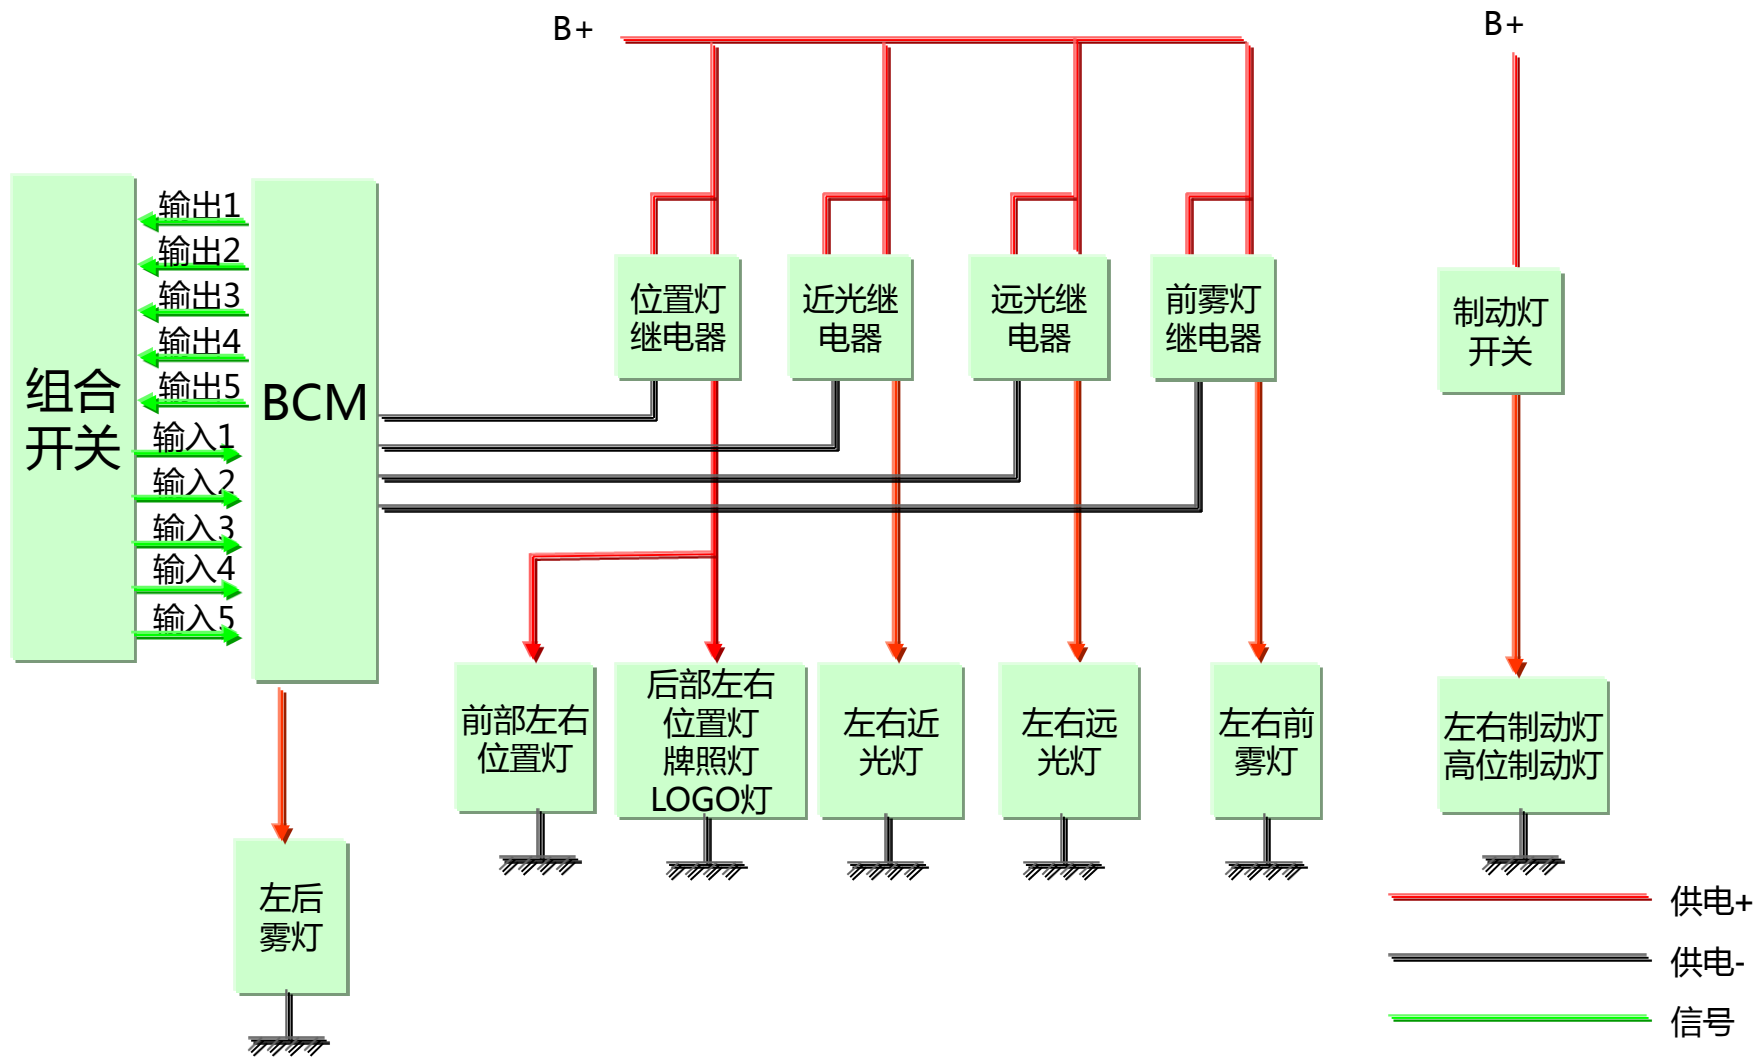 B+
B+
输出1
输出2
输出3
输出4
输出5
输入1
输入2
输入3
输入4
输入5
组合
开关
BCM
位置灯
继电器
近光继
电器
远光继
电器
前雾灯
继电器
制动灯
开关
前部左右
位置灯
后部左右
位置灯
牌照灯
LOGO灯
左右近
光灯
左右远
光灯
左右前
雾灯
左右制动灯
高位制动灯
左后
雾灯
供电+
供电-
信号